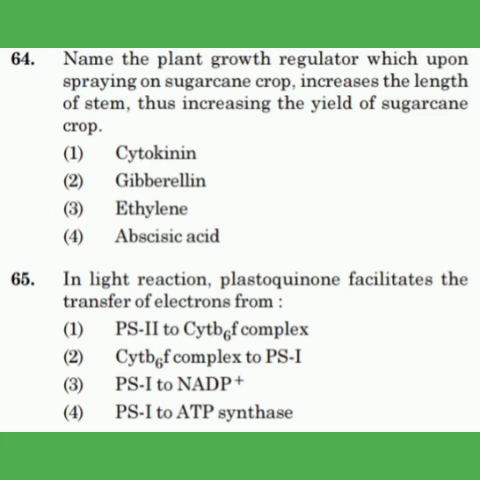 64. Name the plant growth regulator which upon
spraying on sugarcane crop, increases the length
of stem, thus increasing the yield of sugarcane
crop.
(1) Cytokinin
(2) Gibberellin
(3) Ethylene
(4) Abscisic acid
65. In light reaction, plastoquinone facilitates the
transfer of electrons from :
(1) PS-II to Cytb₆f complex
(2) Cytb₆f complex to PS-I
(3) PS-I to NADP⁺
(4) PS-I to ATP synthase